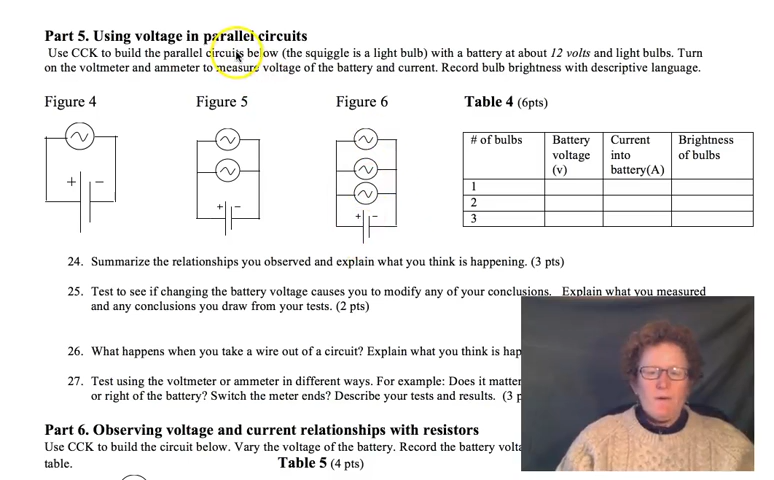 Part 5. Using voltage in parallel circuits
Use CCK to build the parallel circuits below (the squiggle is a light bulb) with a battery at about 12 volts and light bulbs. Turn
on the voltmeter and ammeter to measure voltage of the battery and current. Record bulb brightness with descriptive language.
Figure 4 Figure 5 Figure 6 Table 4 (6pts)
# of bulbs Battery Current Brightness
voltage into of bulbs
(v) battery(A)
1
2
3
+ −
+ −
+ −
24. Summarize the relationships you observed and explain what you think is happening. (3 pts)
25. Test to see if changing the battery voltage causes you to modify any of your conclusions. Explain what you measured
and any conclusions you draw from your tests. (2 pts)
26. What happens when you take a wire out of a circuit? Explain what you think is hap
27. Test using the voltmeter or ammeter in different ways. For example: Does it matter
or right of the battery? Switch the meter ends? Describe your tests and results. (3 p
Part 6. Observing voltage and current relationships with resistors
Use CCK to build the circuit below. Vary the voltage of the battery. Record the battery volta
table. Table 5 (4 pts)